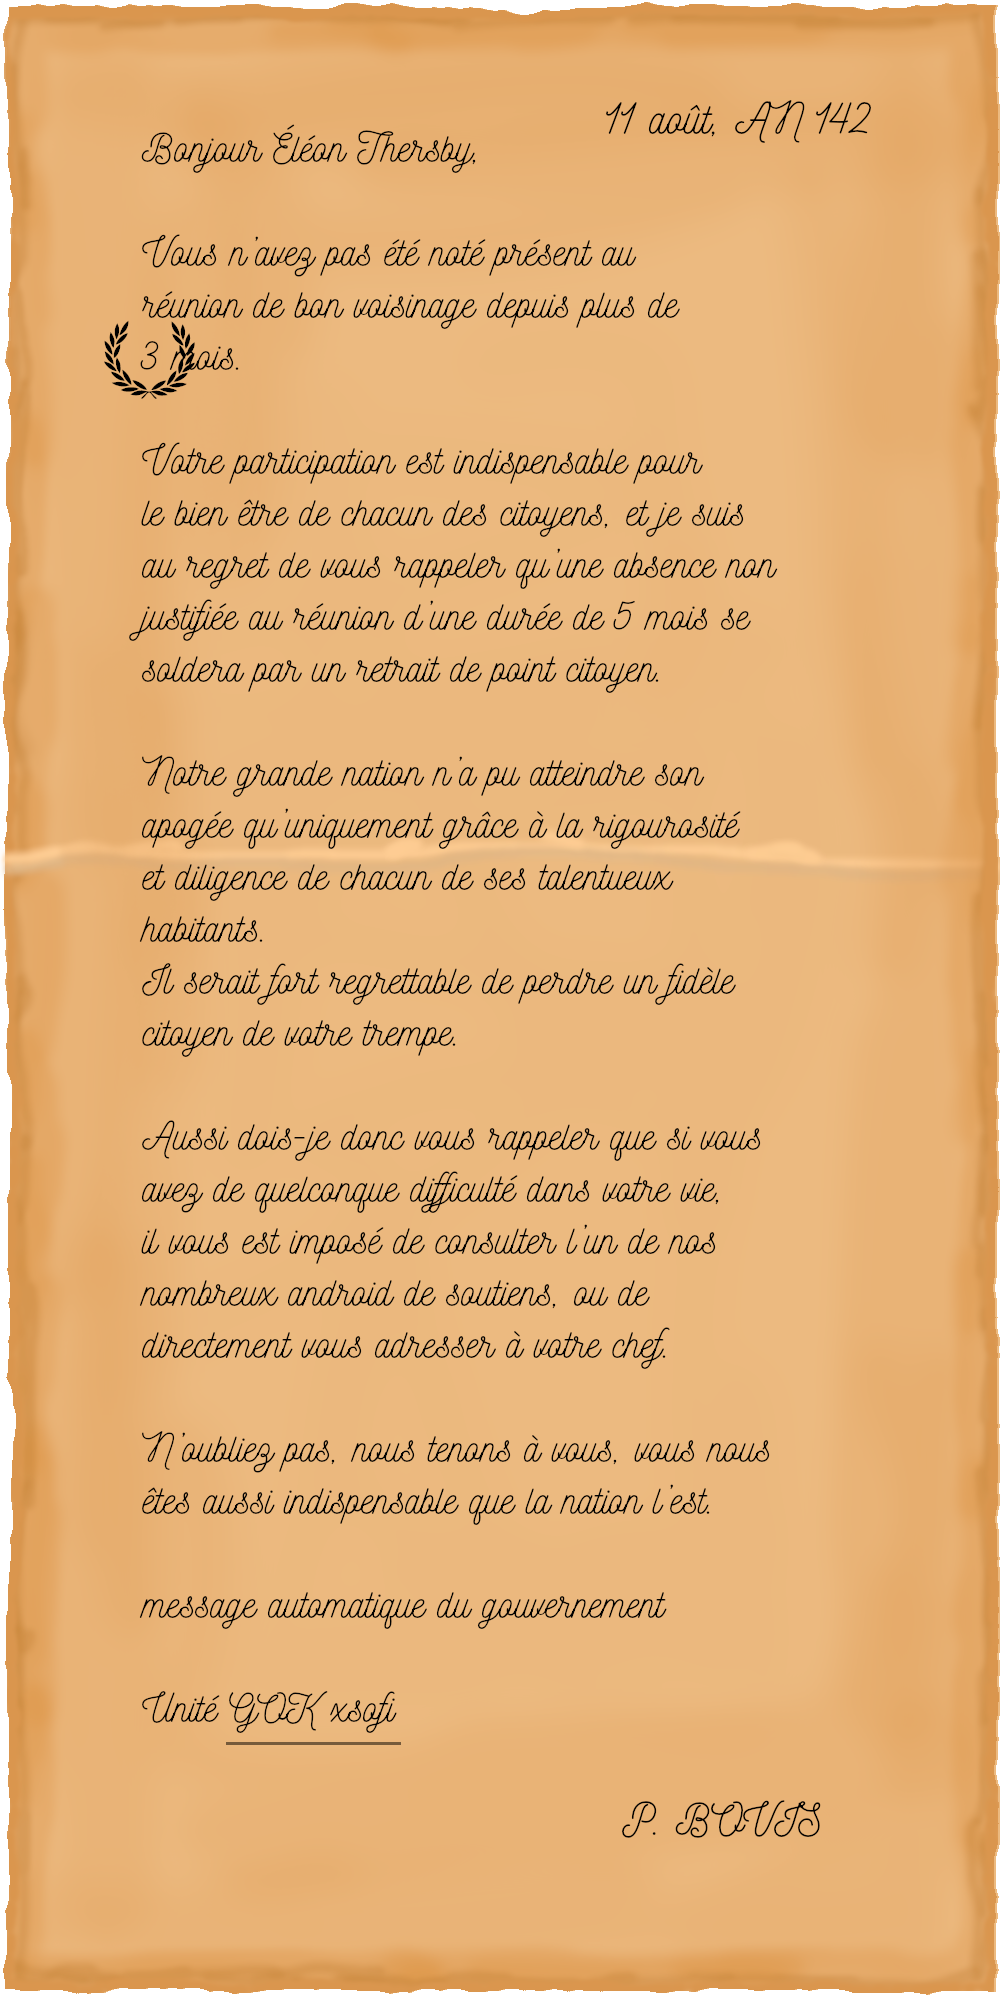 11 août, AN 142
Bonjour Éléon Thersby,
Vous n'avez pas été noté présent au
réunion de bon voisinage depuis plus de
3 mois.
Votre participation est indispensable pour
le bien être de chacun des citoyens, et je suis
au regret de vous rappeler qu'une absence non
justifiée au réunion d'une durée de 5 mois se
soldera par un retrait de point citoyen.
Notre grande nation n'a pu atteindre son
apogée qu'uniquement grâce à la rigourosité
et diligence de chacun de ses talentueux
habitants.
Il serait fort regrettable de perdre un fidèle
citoyen de votre trempe.
Aussi dois-je donc vous rappeler que si vous
avez de quelconque difficulté dans votre vie,
il vous est imposé de consulter l'un de nos
nombreux android de soutiens, ou de
directement vous adresser à votre chef.
N'oubliez pas, nous tenons à vous, vous nous
êtes aussi indispensable que la nation l'est.
message automatique du gouvernement
Unité GOK xsofi
P. BOVIS